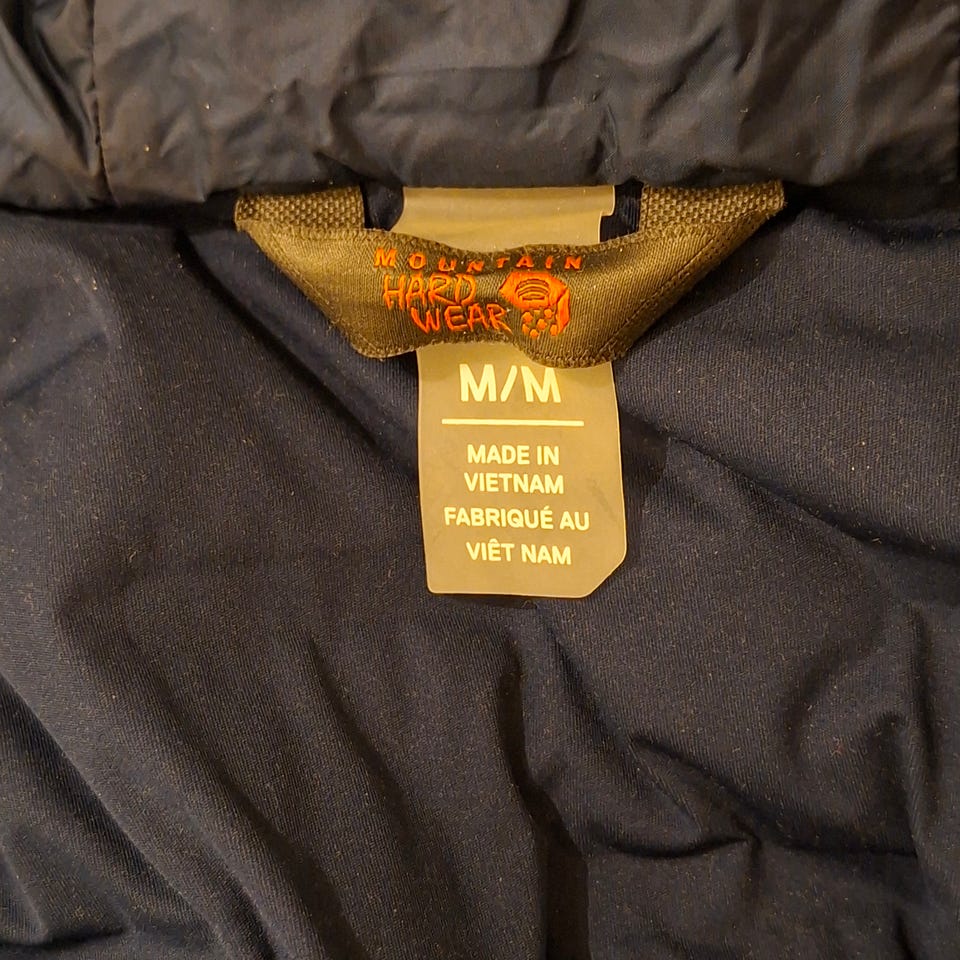 MOUNTAIN
HARD
WEAR
M/M
MADE IN
VIETNAM
FABRIQUÉ AU
VIÊT NAM